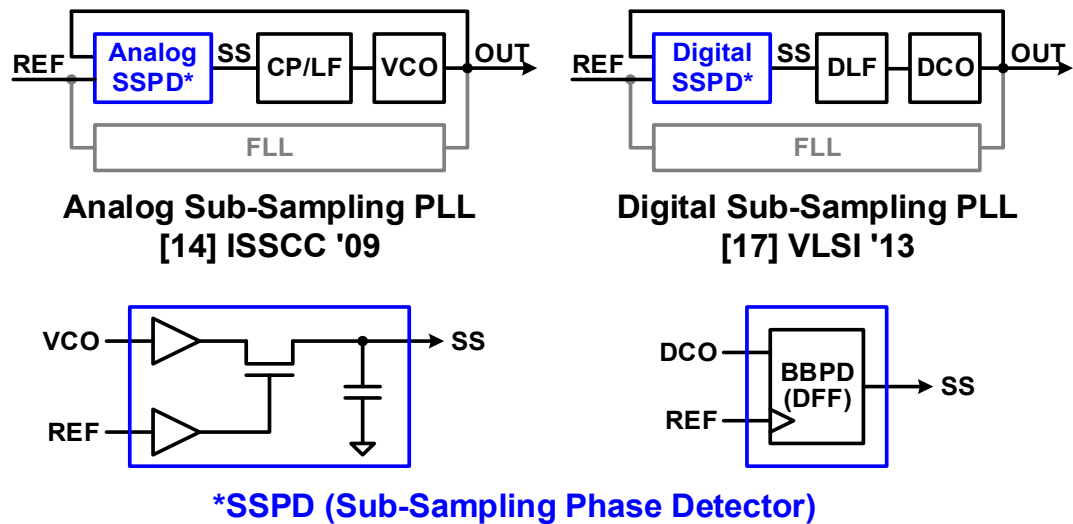 REF
Analog
SSPD*
SS
CP/LF
VCO
OUT
FLL
Analog Sub-Sampling PLL
[14] ISSCC '09
REF
Digital
SSPD*
SS
DLF
DCO
OUT
FLL
Digital Sub-Sampling PLL
[17] VLSI '13
VCO
REF
SS
DCO
REF
BBPD
(DFF)
SS
*SSPD (Sub-Sampling Phase Detector)